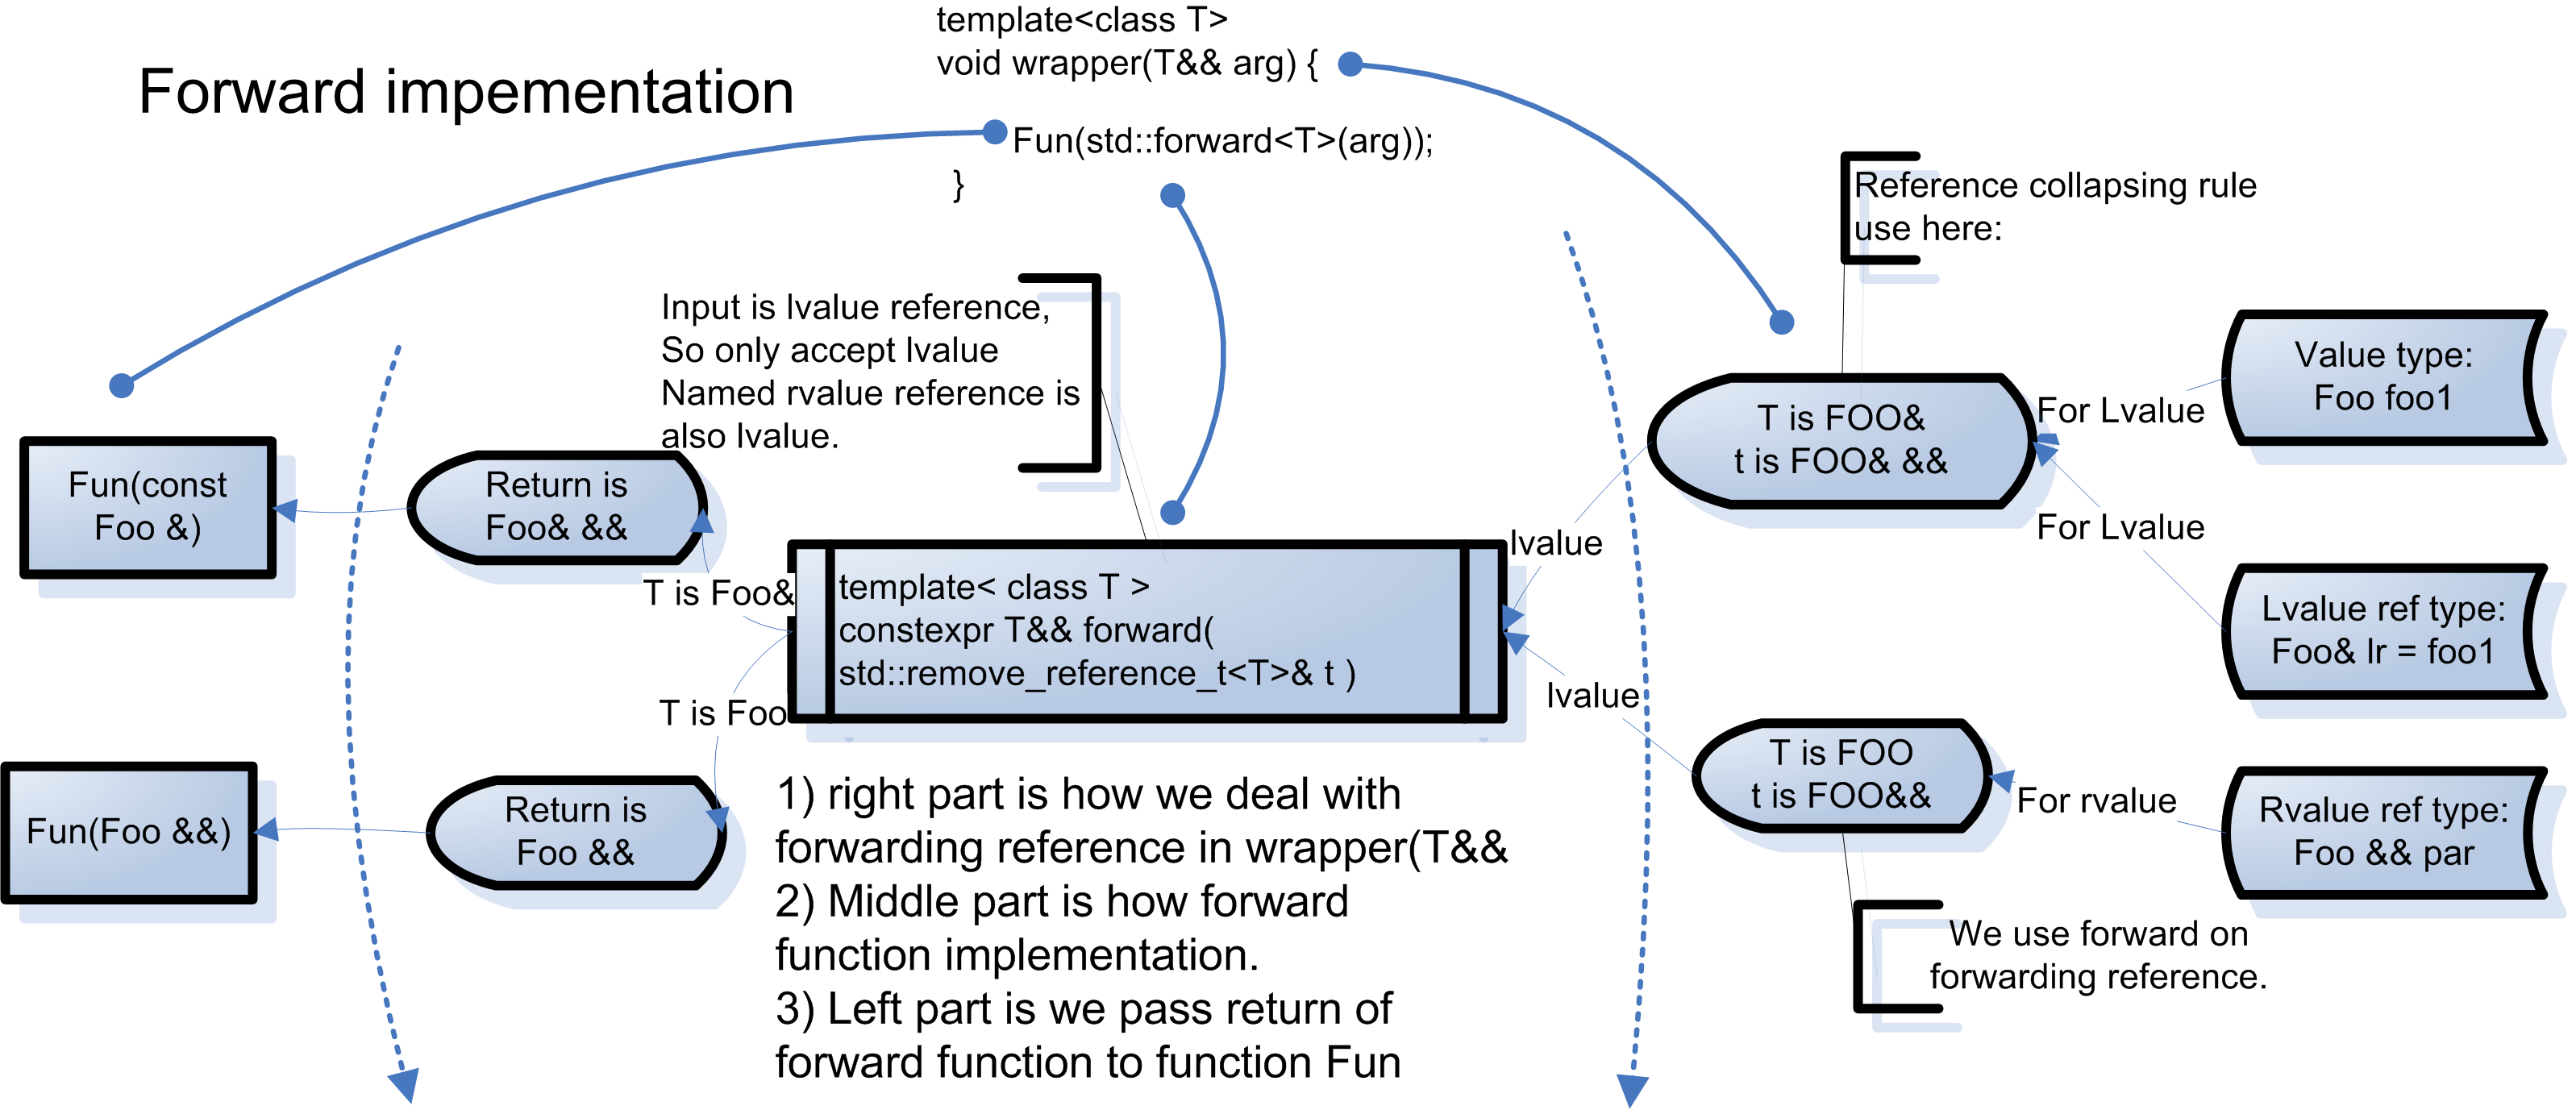 Forward impementation
template<class T>
void wrapper(T&& arg) {
Fun(std::forward<T>(arg));
}
Reference collapsing rule
use here:
Input is lvalue reference,
So only accept lvalue
Named rvalue reference is
also lvalue.
Value type:
Foo foo1
For Lvalue
T is FOO&
t is FOO& &&
For Lvalue
Lvalue ref type:
Foo& lr = foo1
lvalue
Fun(const
Foo &)
Return is
Foo& &&
T is Foo&
template< class T >
constexpr T&& forward(
std::remove_reference_t<T>& t )
lvalue
T is Foo
T is FOO
t is FOO&&
For rvalue
Rvalue ref type:
Foo && par
Fun(Foo &&)
Return is
Foo &&
1) right part is how we deal with
forwarding reference in wrapper(T&&
2) Middle part is how forward
function implementation.
3) Left part is we pass return of
forward function to function Fun
We use forward on
forwarding reference.